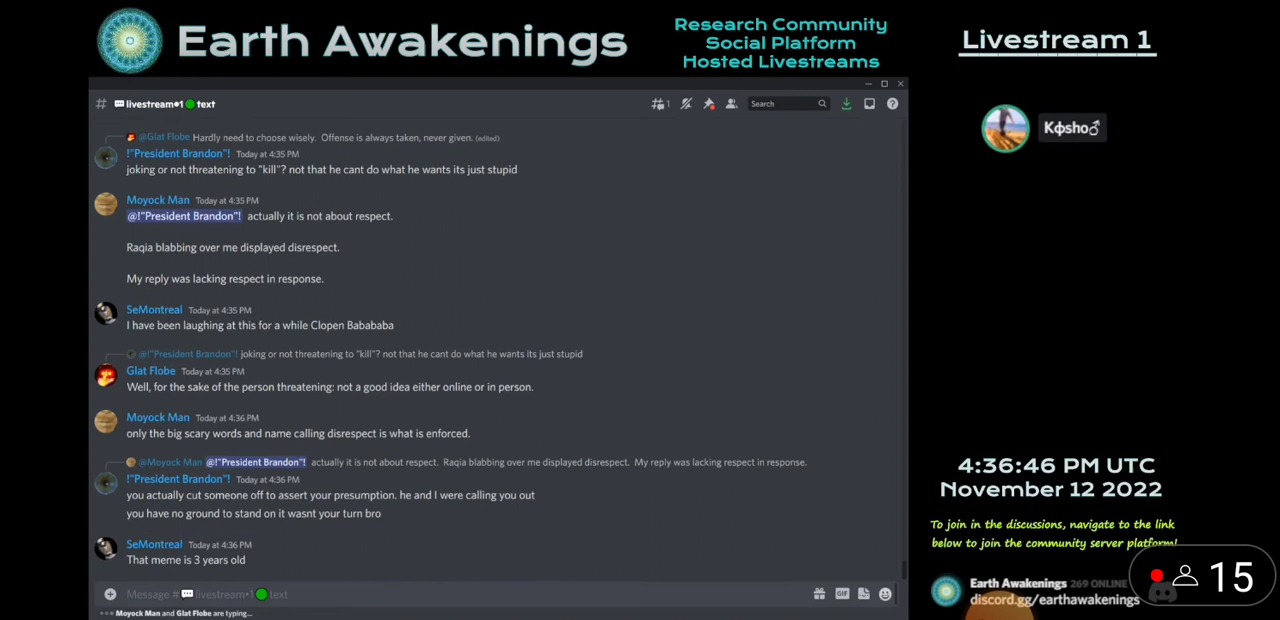 Earth Awakenings
Research Community
Social Platform
Hosted Livestreams
Livestream 1
# livestream•1 text
1
Search
@Glat Flobe Hardly need to choose wisely. Offense is always taken, never given. (edited)
!"President Brandon"! Today at 4:35 PM
joking or not threatening to "kill"? not that he cant do what he wants its just stupid
Moyock Man Today at 4:35 PM
@!"President Brandon"! actually it is not about respect.
Raqia blabbing over me displayed disrespect.
My reply was lacking respect in response.
SeMontreal Today at 4:35 PM
I have been laughing at this for a while Clopen Babababa
@!"President Brandon"! joking or not threatening to "kill"? not that he cant do what he wants its just stupid
Glat Flobe Today at 4:35 PM
Well, for the sake of the person threatening: not a good idea either online or in person.
Moyock Man Today at 4:36 PM
only the big scary words and name calling disrespect is what is enforced.
@Moyock Man @!"President Brandon"! actually it is not about respect. Raqia blabbing over me displayed disrespect. My reply was lacking respect in response.
!"President Brandon"! Today at 4:36 PM
you actually cut someone off to assert your presumption. he and I were calling you out
you have no ground to stand on it wasnt your turn bro
SeMontreal Today at 4:36 PM
That meme is 3 years old
Message # livestream•1 text
GIF
Moyock Man and Glat Flobe are typing...
Kϕsho♂
4:36:46 PM UTC
November 12 2022
To join in the discussions, navigate to the link
below to join the community server platform!
Earth Awakenings 269 ONLINE
discord.gg/earthawakenings
15